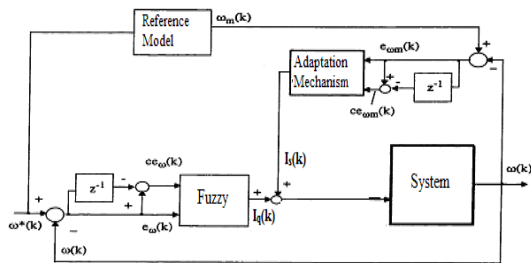 Reference
Model
ωm(k)
eωm(k)
+
−
Adaptation
Mechanism
+
-
z-1
ceωm(k)
Is(k)
+
ceω(k)
z-1
-
+
Fuzzy
+
Iq(k)
System
ω(k)
+
ω*(k)
−
eω(k)
ω(k)